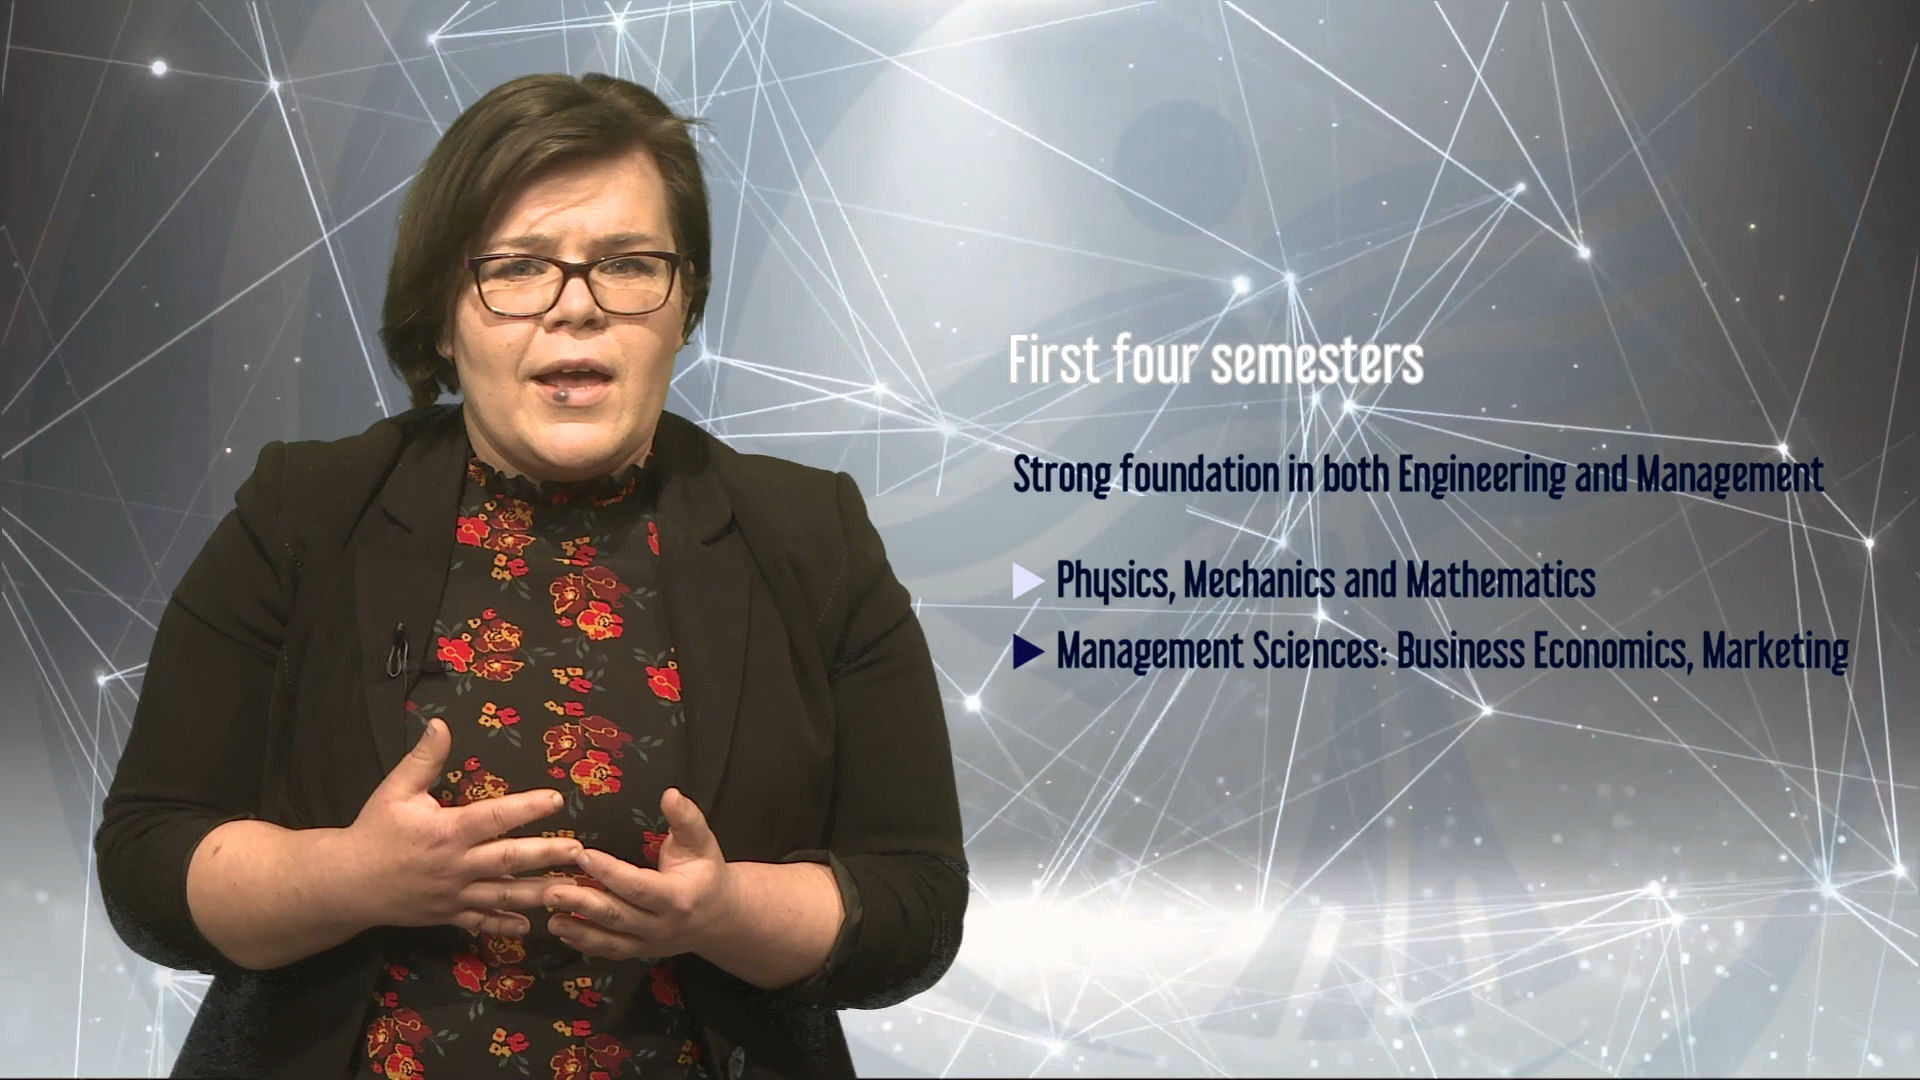 First four semesters
Strong foundation in both Engineering and Management
Physics, Mechanics and Mathematics
Management Sciences: Business Economics, Marketing